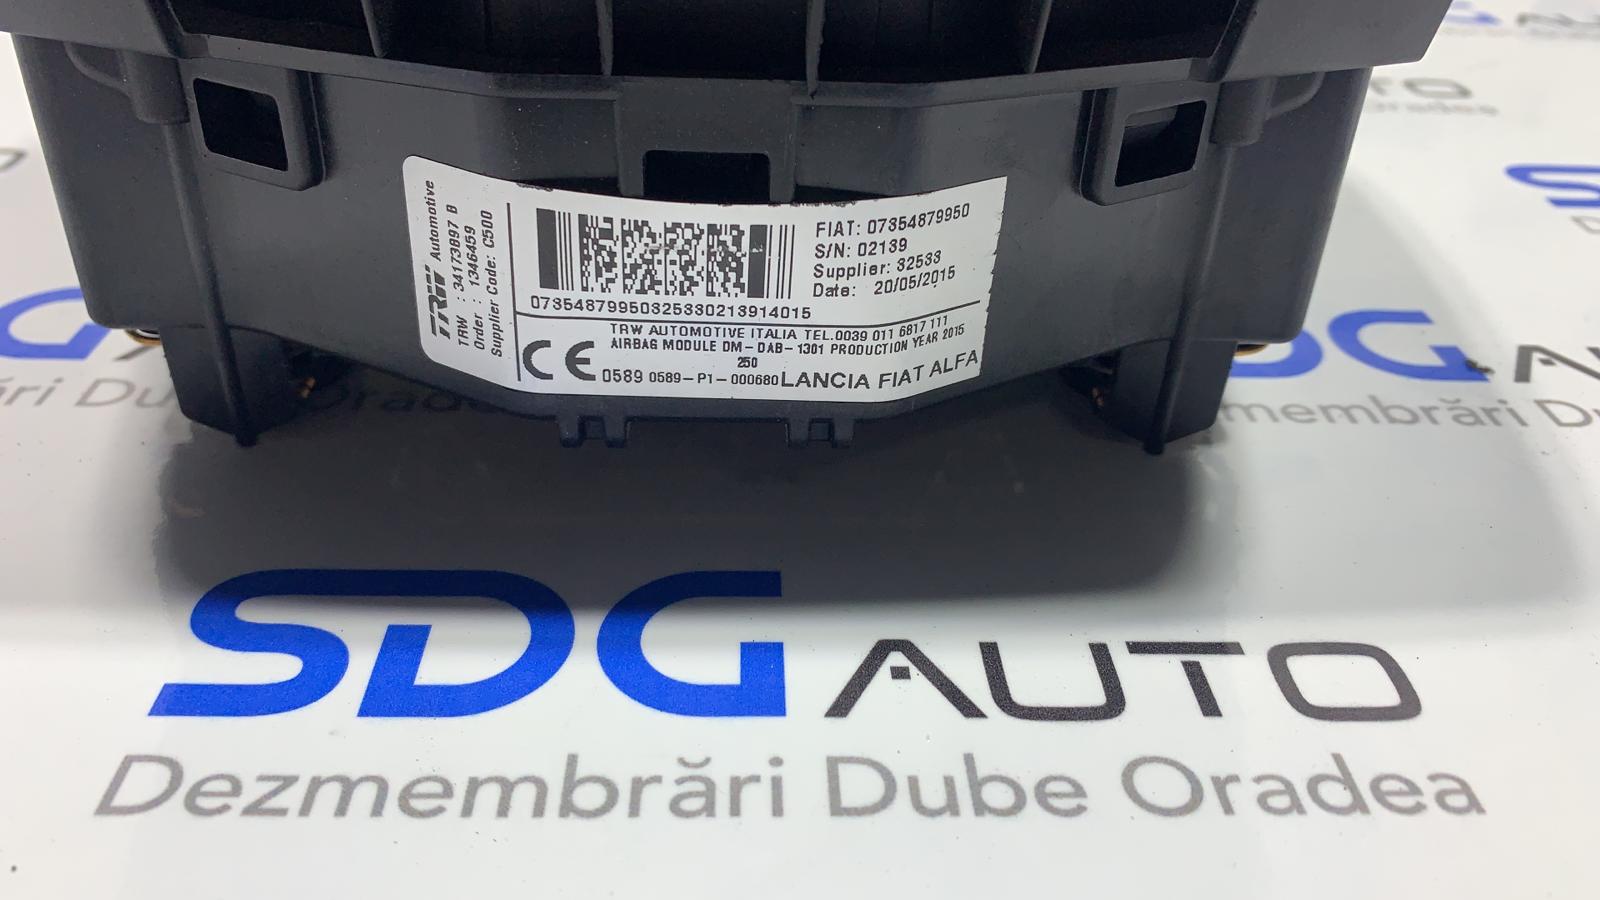 TRW Automotive
TRW : 34173897 B
Order : 1346459
Supplier Code: C500
FIAT: 07354879950
S/N: 02139
Supplier: 32533
Date: 20/05/2015
07354879950325330213914015
TRW AUTOMOTIVE ITALIA TEL.0039 011 6817 111
AIRBAG MODULE DM-DAB-1301 PRODUCTION YEAR 2015
250
CE 0589 0589-P1-000680 LANCIA FIAT ALFA
SDG AUTO
Dezmembrări Dube Oradea